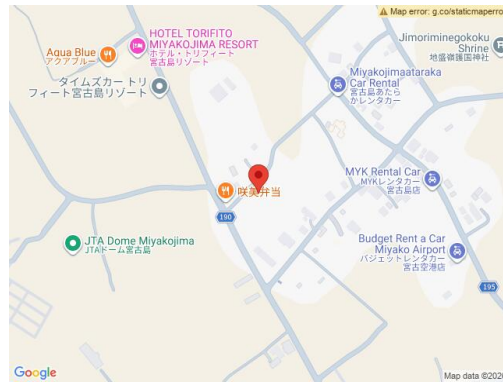 Map error: g.co/staticmaperro
HOTEL TORIFITO
MIYAKOJIMA RESORT
ホテル・トリフィート
宮古島リゾート
Aqua Blue
アクアブルー
タイムズカー トリ
フィート宮古島リゾート
Jimoriminegokoku
Shrine
地盛嶺護国神社
Miyakojimaataraka
Car Rental
宮古島あたら
かレンタカー
MYK Rental Car
MYKレンタカー
宮古島店
咲美弁当
190
JTA Dome Miyakojima
JTAドーム宮古島
Budget Rent a Car
Miyako Airport
バジェットレンタカー
宮古空港店
195
Google
Map data ©2026